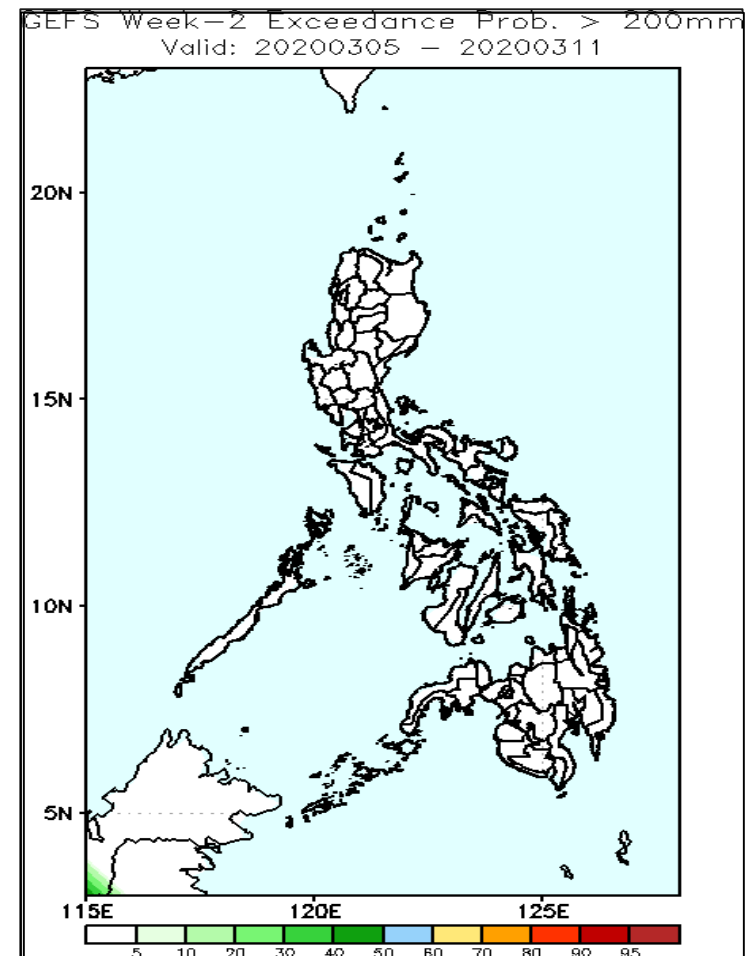 GEFS Week-2 Exceedance Prob. > 200mm
Valid: 20200305 - 20200311
20N
15N
10N
5N
115E 120E 125E
5 10 20 30 40 50 60 70 80 90 95